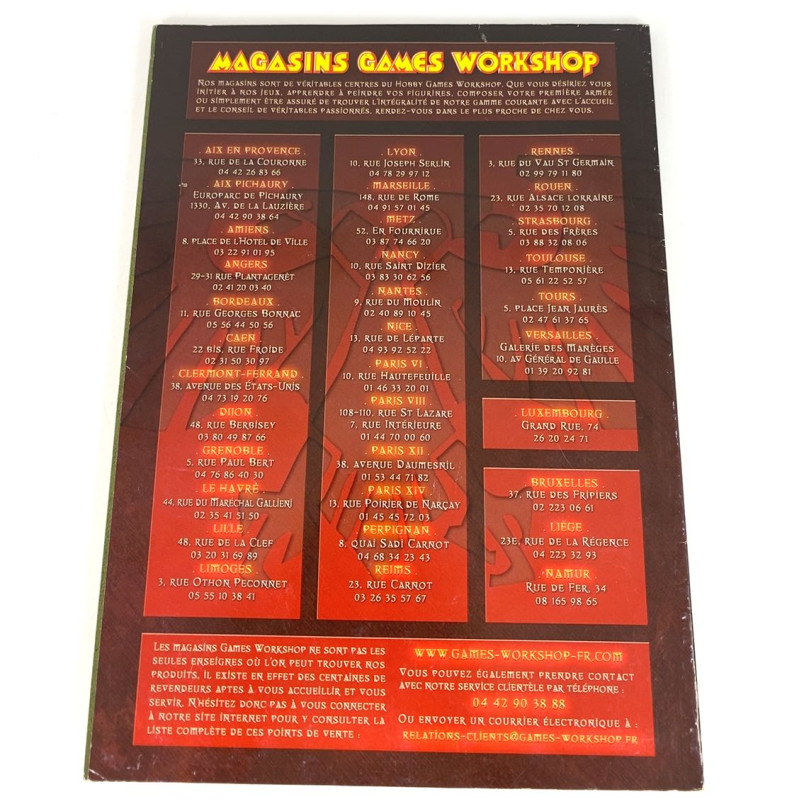 MAGASINS GAMES WORKSHOP
Nos magasins sont de véritables centres du Hobby Games Workshop. Que vous désiriez vous
initier à nos jeux, apprendre à peindre vos figurines, composer votre première armée
ou simplement être assuré de trouver l'intégralité de notre gamme courante avec l'accueil
et le conseil de véritables passionnés, rendez-vous dans le plus proche de chez vous.
. AIX EN PROVENCE .
33, rue de la Couronne
04 42 26 83 66
. AIX PICHAURY .
Europarc de Pichaury
1330, Av. de la Lauzière
04 42 90 38 64
. AMIENS .
8, place de l'Hotel de Ville
03 22 91 01 95
. ANGERS .
29-31 rue Plantagenêt
02 41 20 03 40
. BORDEAUX .
11, rue Georges Bonnac
05 56 44 50 56
. CAEN .
22 bis, rue Froide
02 31 50 30 97
. CLERMONT-FERRAND .
38, avenue des États-Unis
04 73 19 20 76
. DIJON .
48, rue Berbisey
03 80 49 87 66
. GRENOBLE .
5, rue Paul Bert
04 76 86 40 30
. LE HAVRE .
44, rue du Maréchal Gallieni
02 35 41 51 50
. LILLE .
48, rue de la Clef
03 20 31 69 89
. LIMOGES .
3, rue Othon Peconnet
05 55 10 38 41
. LYON .
10, rue Joseph Serlin
04 78 29 97 12
. MARSEILLE .
148, rue de Rome
04 91 57 01 45
. METZ .
52, En Fournirue
03 87 74 66 20
. NANCY .
10, rue Saint Dizier
03 83 30 62 56
. NANTES .
9, rue du Moulin
02 40 89 10 45
. NICE .
13, rue de Lépante
04 93 92 52 22
. PARIS VI .
10, rue Hautefeuille
01 46 33 20 01
. PARIS VIII .
108-110, rue St Lazare
7, rue Intérieure
01 44 70 00 60
. PARIS XII .
38, avenue Daumesnil
01 53 44 71 82
. PARIS XIV .
13, rue Poirier de Narçay
01 45 45 72 03
. PERPIGNAN .
8, quai Sadi Carnot
04 68 34 23 43
. REIMS .
23, rue Carnot
03 26 35 57 67
. RENNES .
3, rue du Vau St Germain
02 99 79 11 80
. ROUEN .
23, rue Alsace Lorraine
02 35 70 12 08
. STRASBOURG .
5, rue des Frères
03 88 32 08 06
. TOULOUSE .
13, rue Temponière
05 61 22 52 57
. TOURS .
5, place Jean Jaurès
02 47 61 37 65
. VERSAILLES .
Galerie des Manèges
10, av Général de Gaulle
01 39 20 92 81
. LUXEMBOURG .
Grand Rue, 74
26 20 24 71
. BRUXELLES .
37, rue des Fripiers
02 223 06 61
. LIÈGE .
23E, rue de la Régence
04 223 32 93
. NAMUR .
Rue de Fer, 34
08 165 98 65
Les magasins Games Workshop ne sont pas les
seules enseignes où l'on peut trouver nos
produits, il existe en effet des centaines de
revendeurs aptes à vous accueillir et vous
servir. N'hésitez donc pas à vous connecter
à notre site internet pour y consulter la
liste complète de ces points de vente :
WWW.GAMES-WORKSHOP-FR.COM
Vous pouvez également prendre contact
avec notre service clientèle par téléphone :
04 42 90 38 88
Ou envoyer un courrier électronique à :
RELATIONS-CLIENTS@GAMES-WORKSHOP.FR